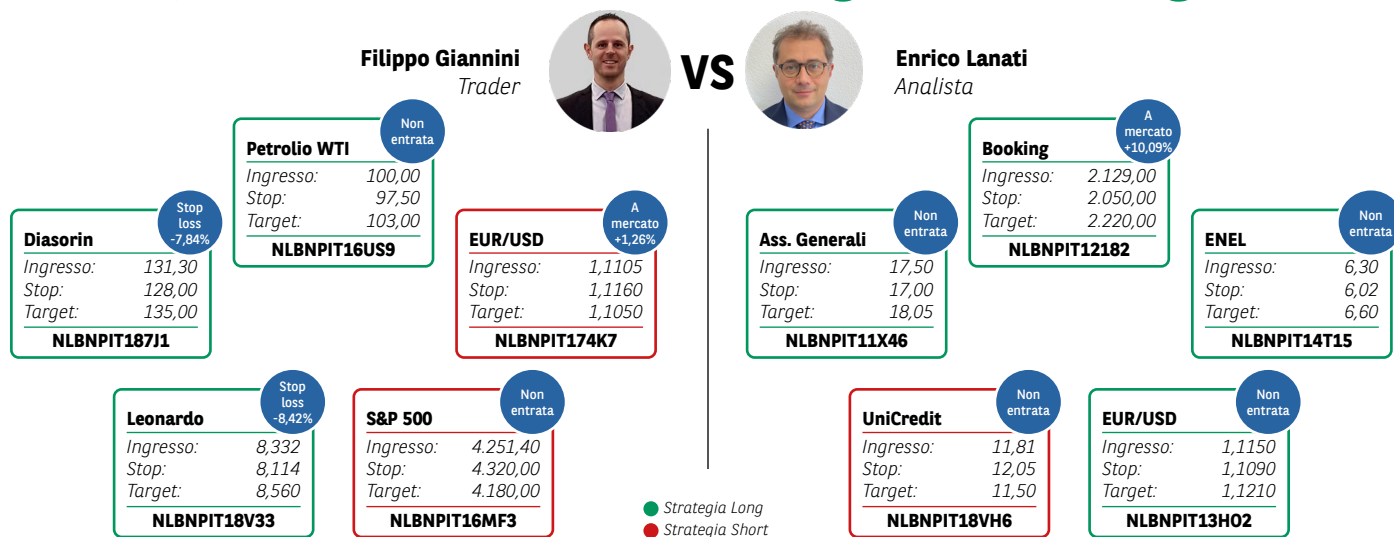 Filippo Giannini
Trader
VS
Enrico Lanati
Analista
Petrolio WTI
Non
entrata
Ingresso: 100,00
Stop: 97,50
Target: 103,00
NLBNPIT16US9
Diasorin
Stop
loss
-7,84%
Ingresso: 131,30
Stop: 128,00
Target: 135,00
NLBNPIT187J1
EUR/USD
A
mercato
+1,26%
Ingresso: 1,1105
Stop: 1,1160
Target: 1,1050
NLBNPIT174K7
Leonardo
Stop
loss
-8,42%
Ingresso: 8,332
Stop: 8,114
Target: 8,560
NLBNPIT18V33
S&P 500
Non
entrata
Ingresso: 4.251,40
Stop: 4.320,00
Target: 4.180,00
NLBNPIT16MF3
Booking
A
mercato
+10,09%
Ingresso: 2.129,00
Stop: 2.050,00
Target: 2.220,00
NLBNPIT12182
Ass. Generali
Non
entrata
Ingresso: 17,50
Stop: 17,00
Target: 18,05
NLBNPIT11X46
ENEL
Non
entrata
Ingresso: 6,30
Stop: 6,02
Target: 6,60
NLBNPIT14T15
UniCredit
Non
entrata
Ingresso: 11,81
Stop: 12,05
Target: 11,50
NLBNPIT18VH6
EUR/USD
Non
entrata
Ingresso: 1,1150
Stop: 1,1090
Target: 1,1210
NLBNPIT13HO2
Strategia Long
Strategia Short